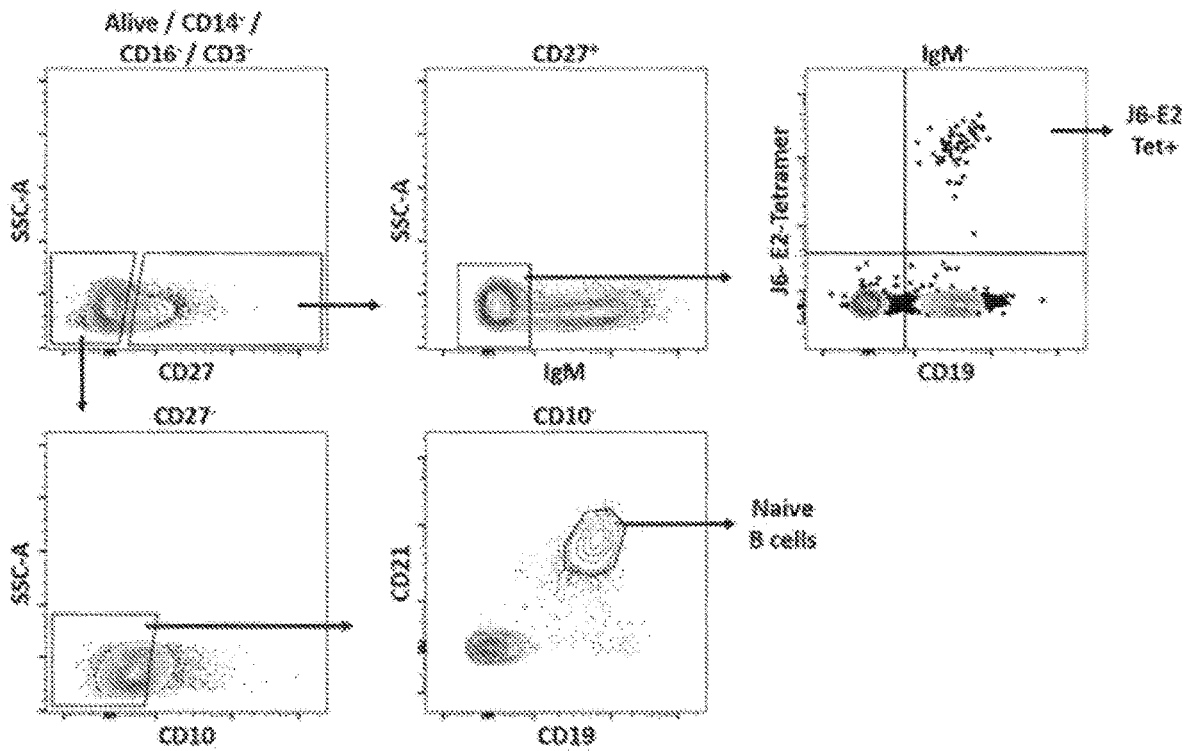 Alive / CD14⁻ /
CD16⁻ / CD3⁻
SSC-A
CD27
CD27⁺
SSC-A
IgM
IgM⁻
J6- E2-Tetramer
CD19
J6-E2
Tet+
CD27⁻
SSC-A
CD10
CD10⁻
CD21
CD19
Naive
B cells